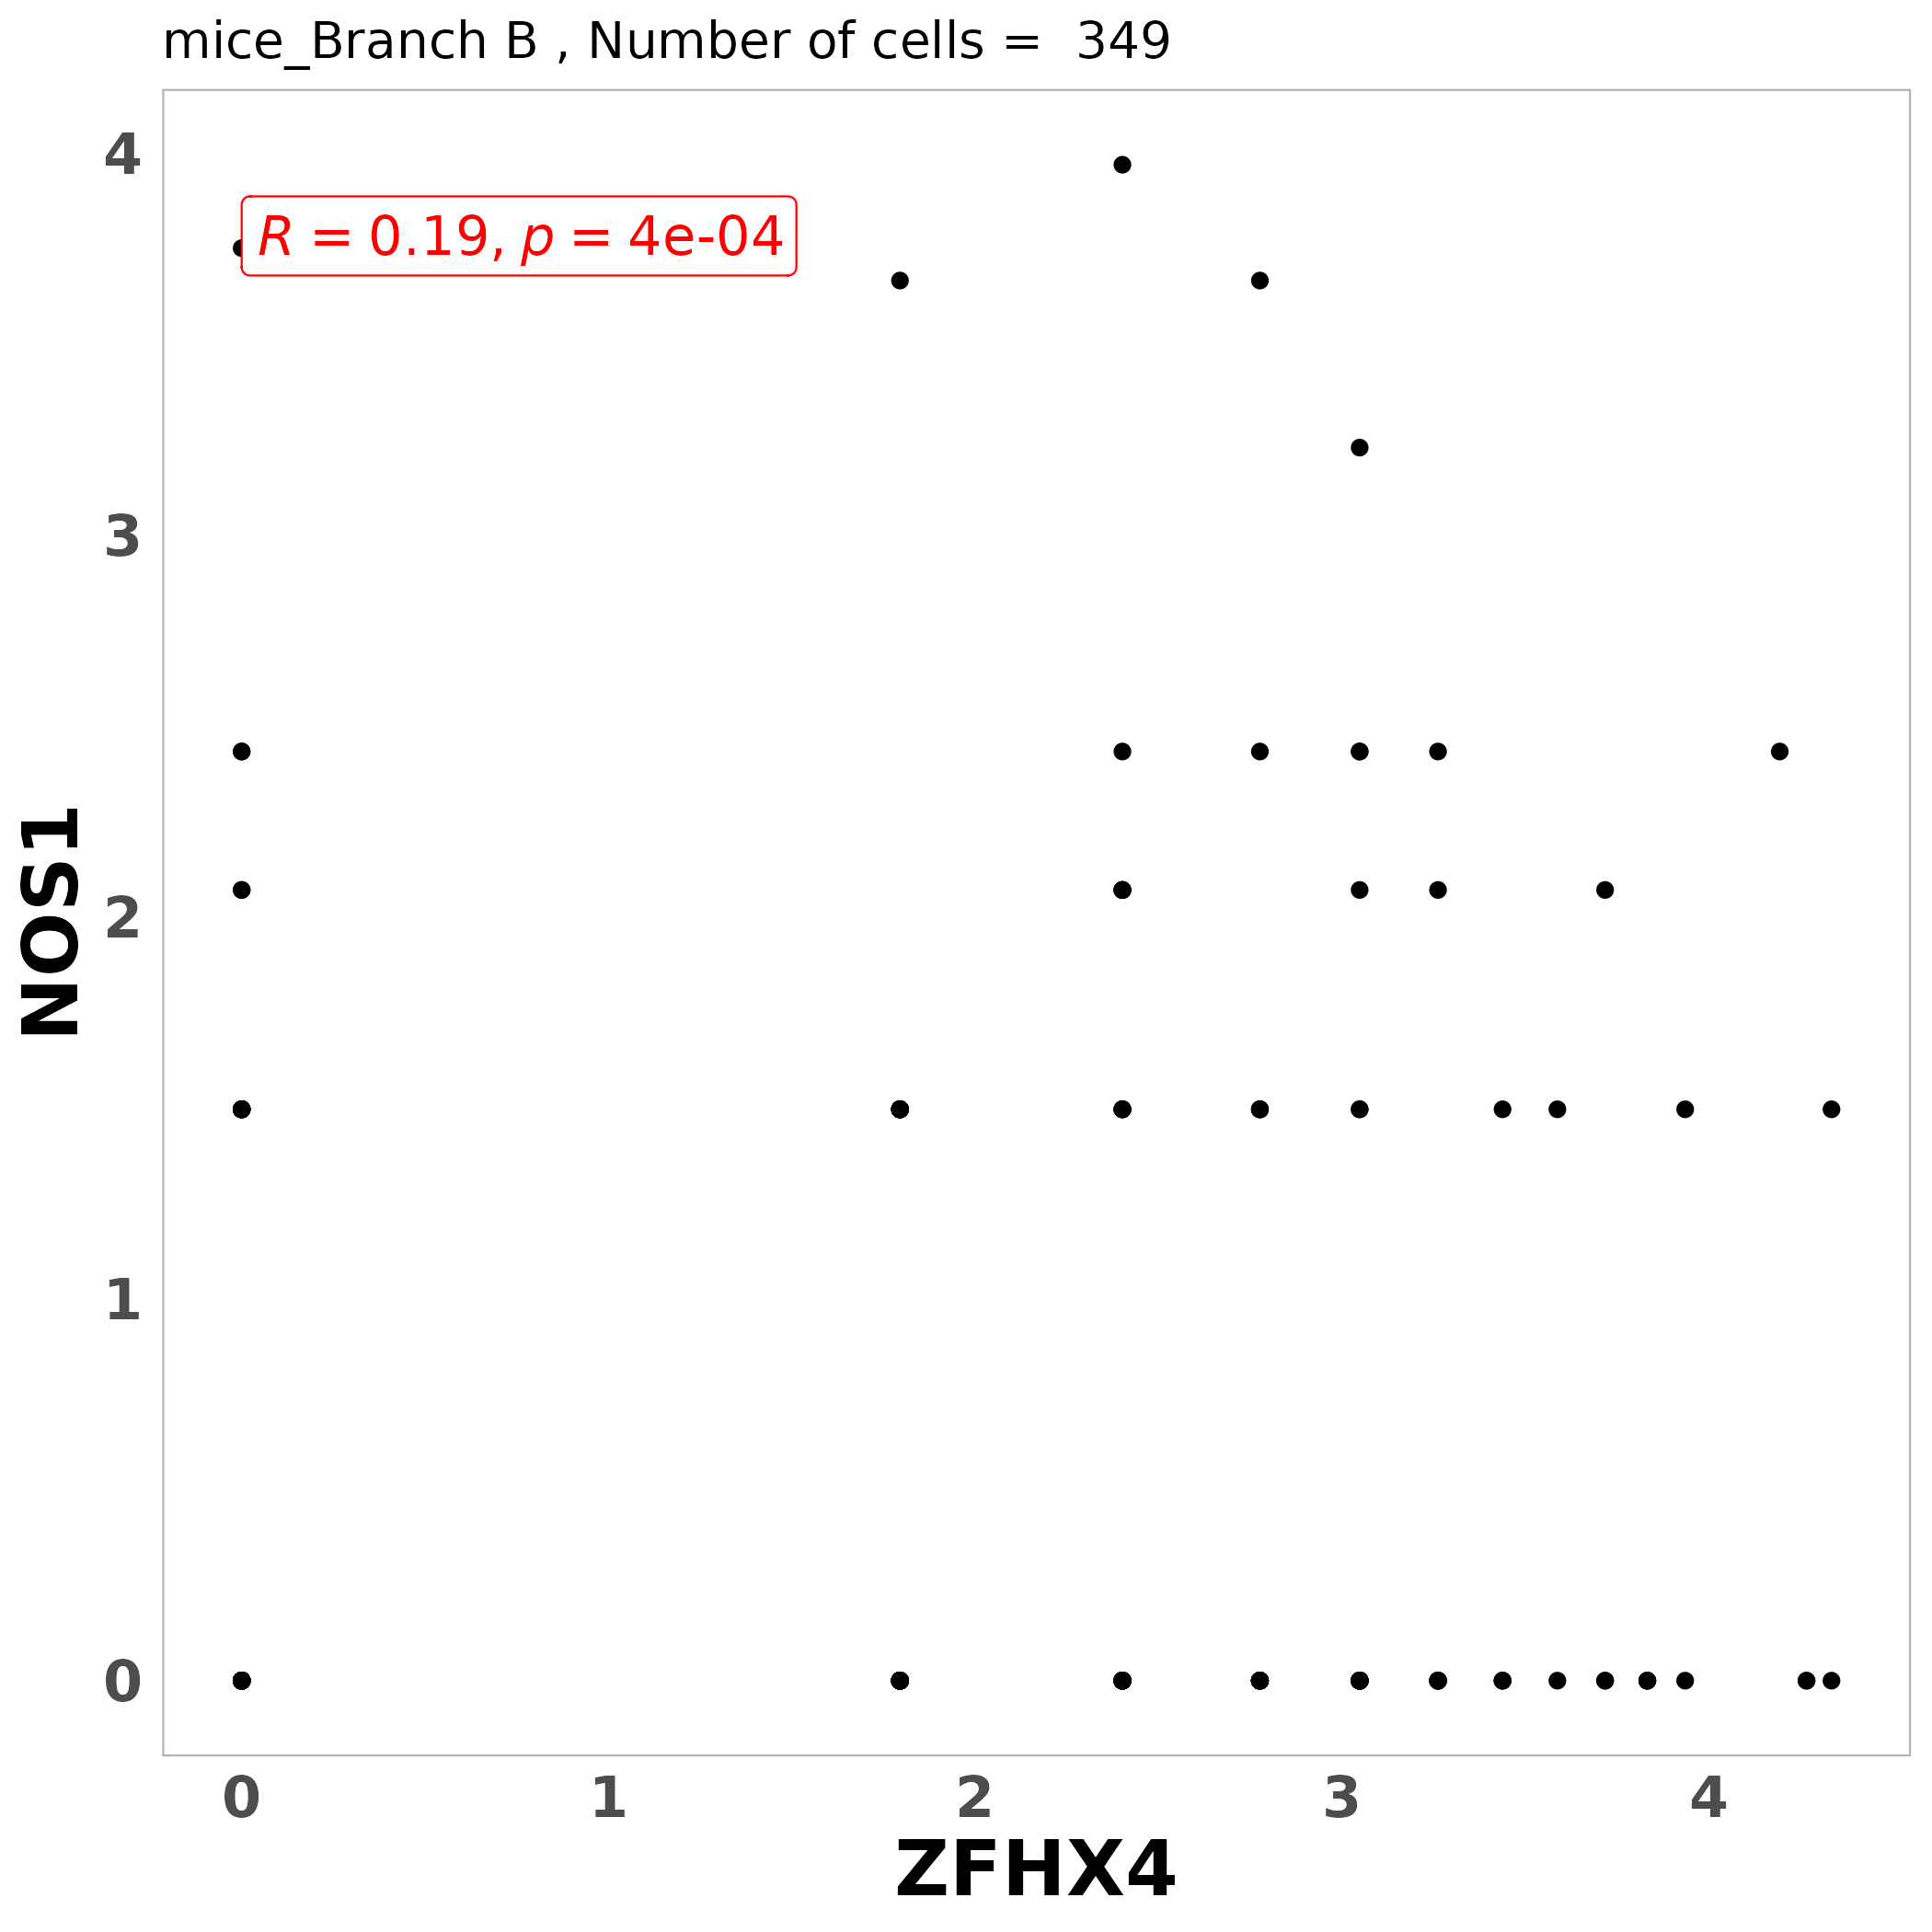 mice_Branch B , Number of cells =  349
4
R = 0.19, p = 4e-04
3
NOS1
2
1
0
0 1 2 3 4
ZFHX4